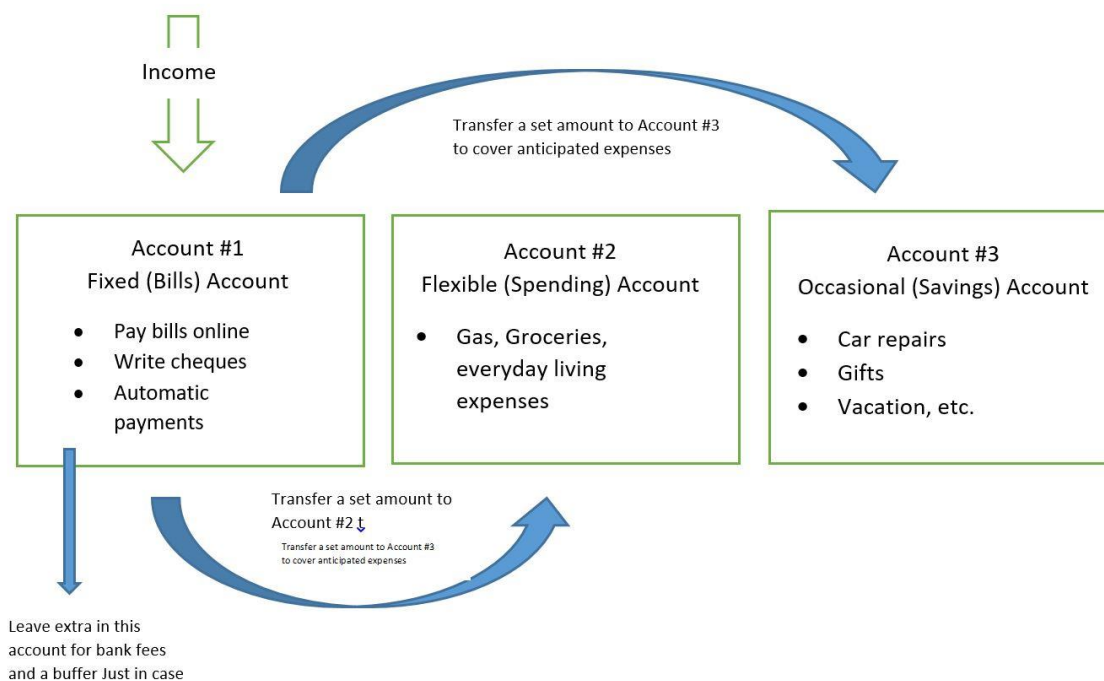 Income
Transfer a set amount to Account #3
to cover anticipated expenses
Account #1
Fixed (Bills) Account
• Pay bills online
• Write cheques
• Automatic
payments
Account #2
Flexible (Spending) Account
• Gas, Groceries,
everyday living
expenses
Account #3
Occasional (Savings) Account
• Car repairs
• Gifts
• Vacation, etc.
Transfer a set amount to
Account #2 t
Transfer a set amount to Account #3
to cover anticipated expenses
Leave extra in this
account for bank fees
and a buffer Just in case